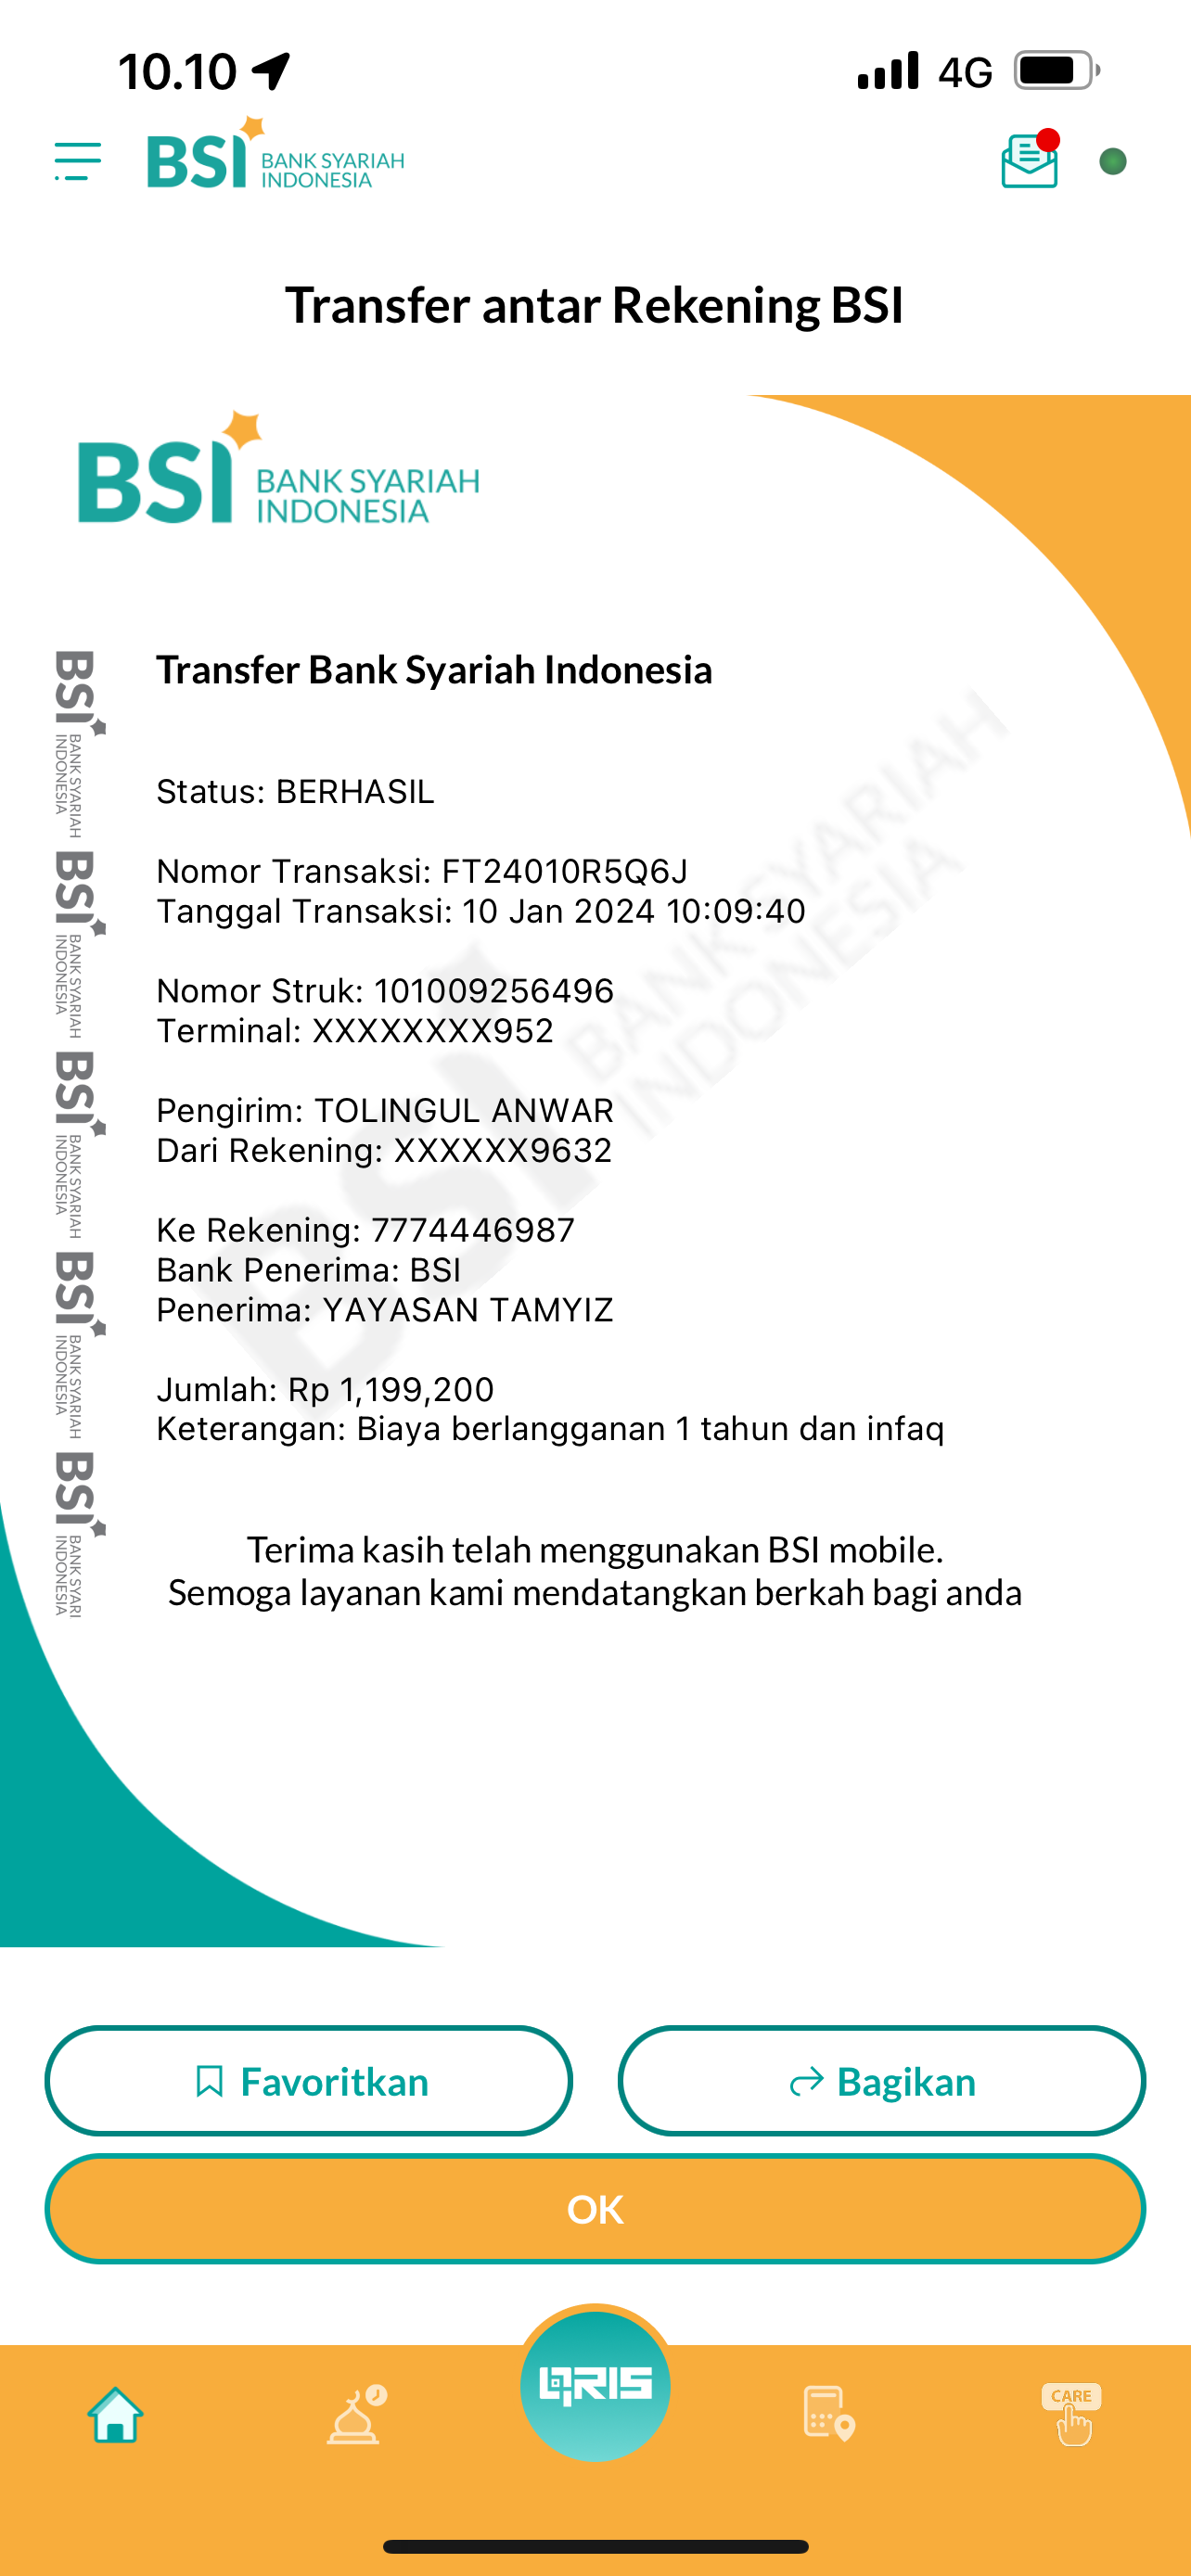 10.10
4G
BSI BANK SYARIAH
INDONESIA
Transfer antar Rekening BSI
BSI BANK SYARIAH
INDONESIA
Transfer Bank Syariah Indonesia
Status: BERHASIL
Nomor Transaksi: FT24010R5Q6J
Tanggal Transaksi: 10 Jan 2024 10:09:40
Nomor Struk: 101009256496
Terminal: XXXXXXXX952
Pengirim: TOLINGUL ANWAR
Dari Rekening: XXXXXX9632
Ke Rekening: 7774446987
Bank Penerima: BSI
Penerima: YAYASAN TAMYIZ
Jumlah: Rp 1,199,200
Keterangan: Biaya berlangganan 1 tahun dan infaq
BSI BANK SYARIAH
INDONESIA
BSI BANK SYARIAH
INDONESIA
BSI BANK SYARIAH
INDONESIA
BSI BANK SYARIAH
INDONESIA
BSI BANK SYARIAH
INDONESIA
BSI BANK SYARI
INDONESIA
Terima kasih telah menggunakan BSI mobile.
Semoga layanan kami mendatangkan berkah bagi anda
Favoritkan
Bagikan
OK
QRIS
CARE